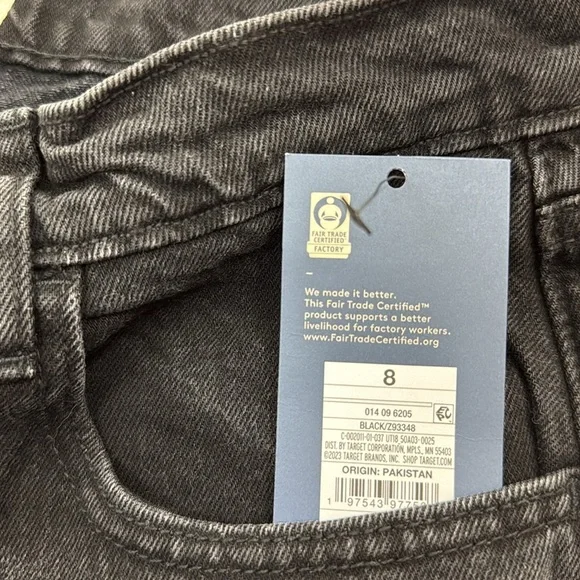 FAIR TRADE
CERTIFIED
FACTORY
We made it better.
This Fair Trade Certified™
product supports a better
livelihood for factory workers.
www.FairTradeCertified.org
8
014 09 6205
BLACK/Z93348
C-002011-01-037 UT18 50A03-0025
DIST. BY TARGET CORPORATION, MPLS., MN 55403
©2023 TARGET BRANDS, INC. SHOP TARGET.COM
ORIGIN: PAKISTAN
1 97543